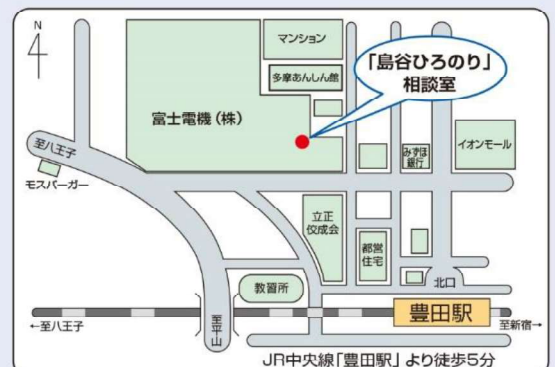 N
4
マンション
「島谷ひろのり」
相談室
多摩あんしん館
富士電機(株)
至八王子
モスバーガー
みずほ
銀行
イオンモール
立正
佼成会
都営
住宅
教習所
北口
豊田駅
←至八王子
至平山
至新宿→
JR中央線「豊田駅」より徒歩5分